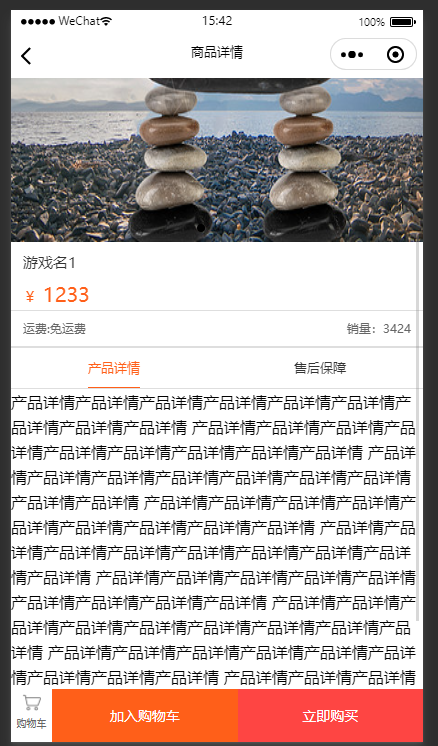 WeChat
15:42
100%
商品详情
游戏名1
¥ 1233
运费:免运费
销量：3424
产品详情
售后保障
产品详情产品详情产品详情产品详情产品详情产品详情产
品详情产品详情产品详情 产品详情产品详情产品详情产品
详情产品详情产品详情产品详情产品详情产品详情 产品详
情产品详情产品详情产品详情产品详情产品详情产品详情
产品详情产品详情 产品详情产品详情产品详情产品详情产
品详情产品详情产品详情产品详情产品详情 产品详情产品
详情产品详情产品详情产品详情产品详情产品详情产品详
情产品详情 产品详情产品详情产品详情产品详情产品详情
产品详情产品详情产品详情产品详情 产品详情产品详情产
品详情产品详情产品详情产品详情产品详情产品详情产品
详情 产品详情产品详情产品详情产品详情产品详情产品详
情产品详情产品详情产品详情 产品详情产品详情产品详情
购物车
加入购物车
立即购买